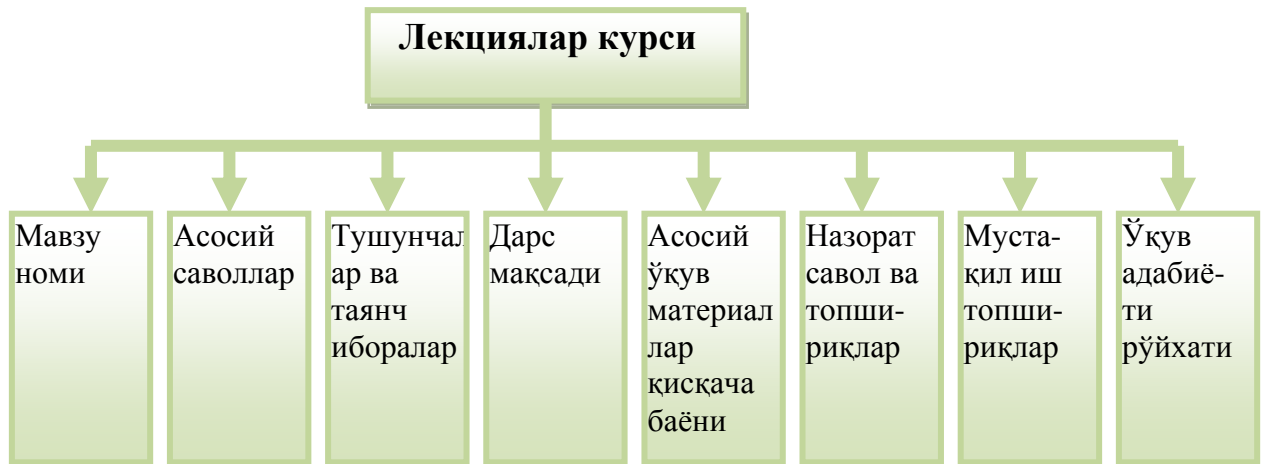 Лекциялар курси
Мавзу
номи
Асосий
саволлар
Тушунчал
ар ва
таянч
иборалар
Дарс
мақсади
Асосий
ўқув
материал
лар
қисқача
баёни
Назорат
савол ва
топши-
риқлар
Муста-
қил иш
топши-
риқлар
Ўқув
адабиё-
ти
рўйхати